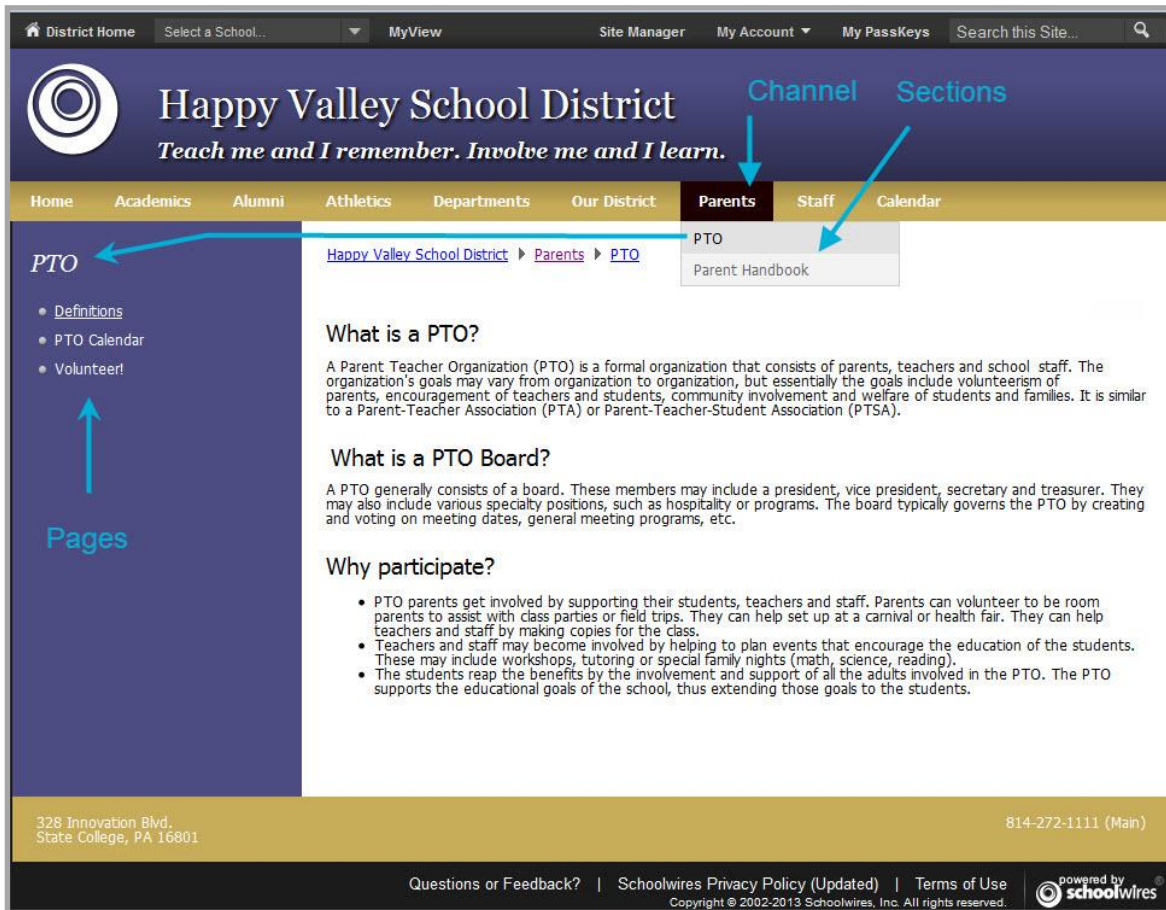 District Home Select a School... MyView Site Manager My Account My PassKeys Search this Site...
Happy Valley School District
Teach me and I remember. Involve me and I learn.
Channel Sections
Home Academics Alumni Athletics Departments Our District Parents Staff Calendar
PTO
Parent Handbook
PTO
Definitions
PTO Calendar
Volunteer!
Pages
Happy Valley School District Parents PTO
What is a PTO?
A Parent Teacher Organization (PTO) is a formal organization that consists of parents, teachers and school staff. The
organization's goals may vary from organization to organization, but essentially the goals include volunteerism of
parents, encouragement of teachers and students, community involvement and welfare of students and families. It is similar
to a Parent-Teacher Association (PTA) or Parent-Teacher-Student Association (PTSA).
What is a PTO Board?
A PTO generally consists of a board. These members may include a president, vice president, secretary and treasurer. They
may also include various specialty positions, such as hospitality or programs. The board typically governs the PTO by creating
and voting on meeting dates, general meeting programs, etc.
Why participate?
• PTO parents get involved by supporting their students, teachers and staff. Parents can volunteer to be room
parents to assist with class parties or field trips. They can help set up at a carnival or health fair. They can help
teachers and staff by making copies for the class.
• Teachers and staff may become involved by helping to plan events that encourage the education of the students.
These may include workshops, tutoring or special family nights (math, science, reading).
• The students reap the benefits by the involvement and support of all the adults involved in the PTO. The PTO
supports the educational goals of the school, thus extending those goals to the students.
328 Innovation Blvd.
State College, PA 16801
814-272-1111 (Main)
Questions or Feedback? | Schoolwires Privacy Policy (Updated) | Terms of Use
Copyright © 2002-2013 Schoolwires, Inc. All rights reserved.
powered by
schoolwires®